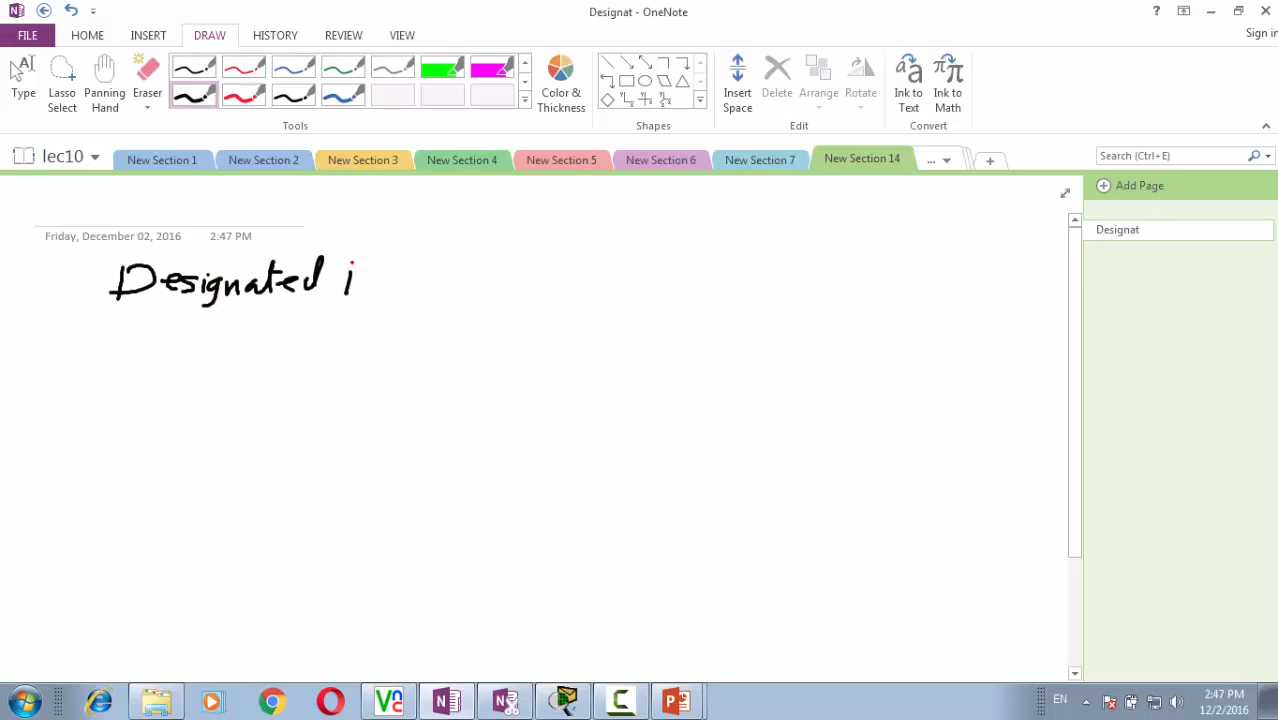 Designat - OneNote
?
Sign in
FILE HOME INSERT DRAW HISTORY REVIEW VIEW
Type
Lasso Select
Panning Hand
Eraser
Color & Thickness
Insert Space
Delete
Arrange
Rotate
Ink to Text
Ink to Math
Tools
Shapes
Edit
Convert
lec10
New Section 1 New Section 2 New Section 3 New Section 4 New Section 5 New Section 6 New Section 7 New Section 14 ...
Search (Ctrl+E)
Add Page
Designat
Friday, December 02, 2016 2:47 PM
Designated i
EN
2:47 PM
12/2/2016